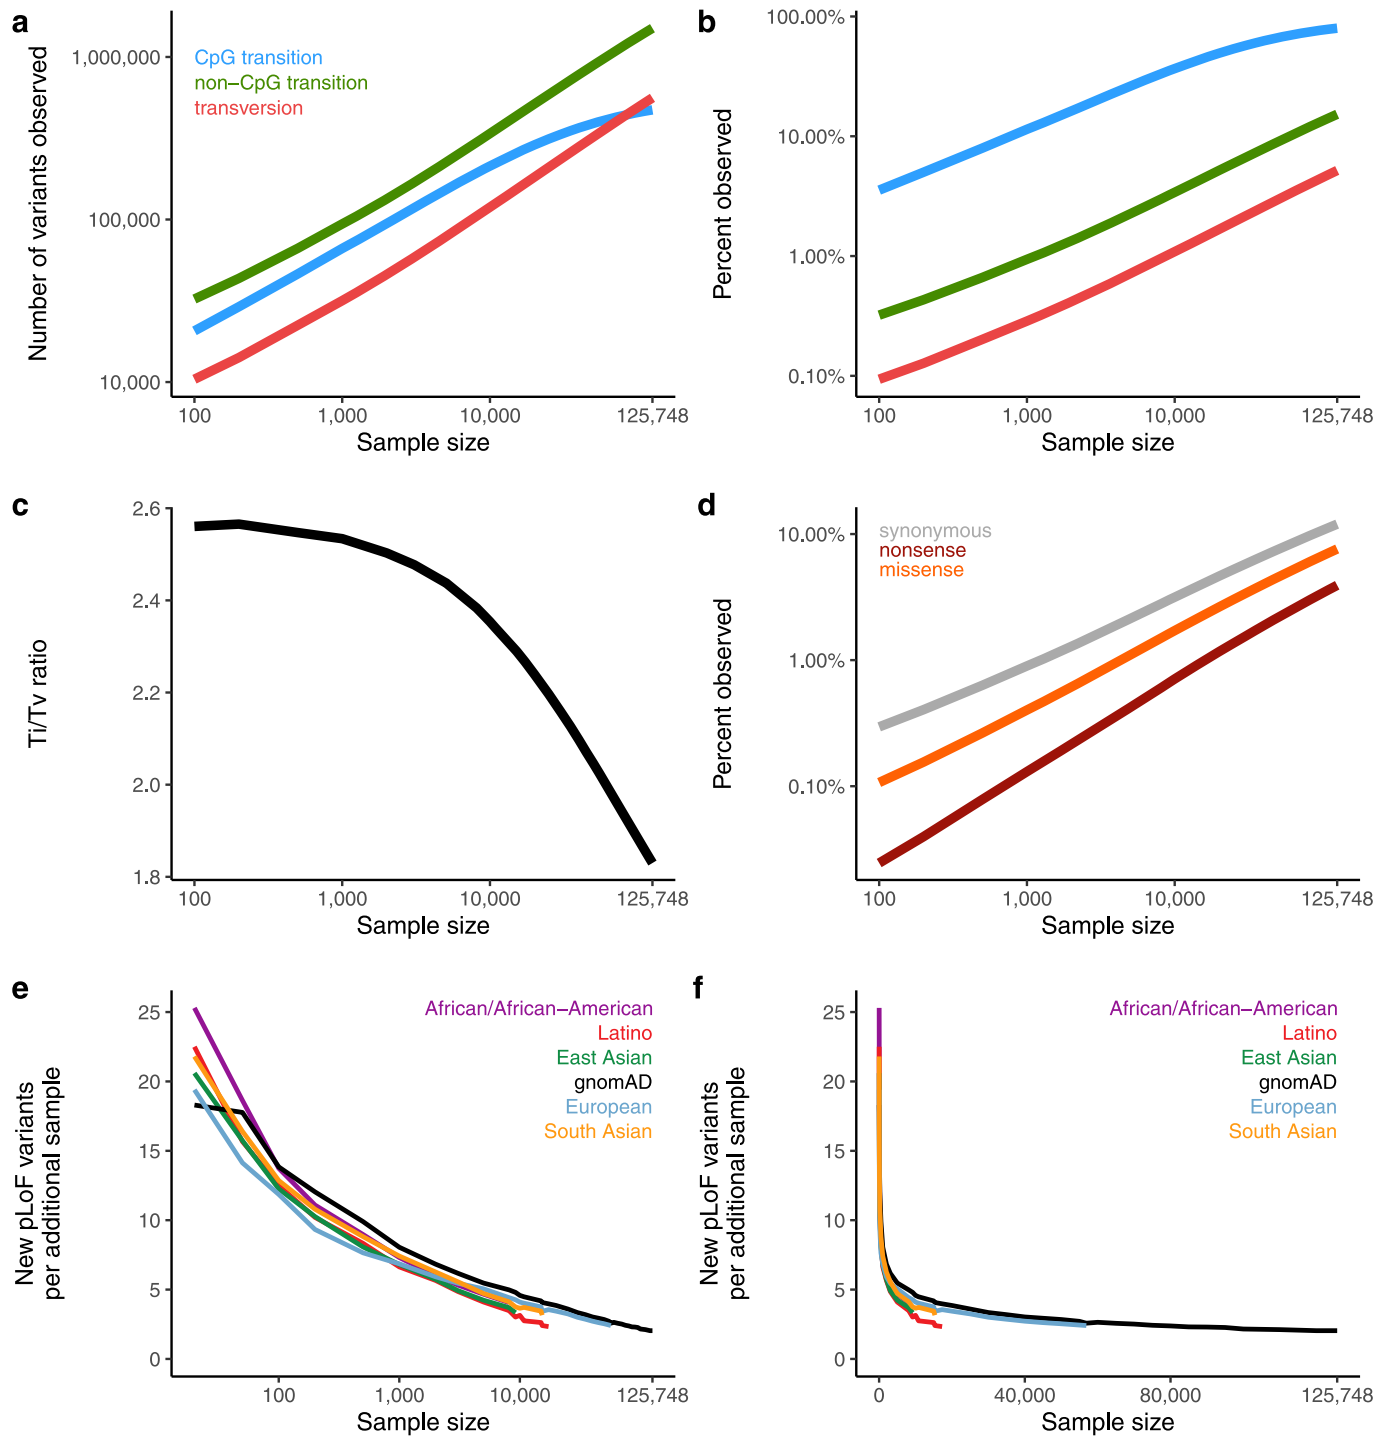 a
Number of variants observed
1,000,000
100,000
10,000
CpG transition
non−CpG transition
transversion
100
1,000
10,000
125,748
Sample size
b
Percent observed
100.00%
10.00%
1.00%
0.10%
100
1,000
10,000
125,748
Sample size
c
Ti/Tv ratio
2.6
2.4
2.2
2.0
1.8
100
1,000
10,000
125,748
Sample size
d
Percent observed
10.00%
1.00%
0.10%
synonymous
nonsense
missense
100
1,000
10,000
125,748
Sample size
e
New pLoF variants
per additional sample
25
20
15
10
5
0
African/African−American
Latino
East Asian
gnomAD
European
South Asian
100
1,000
10,000
125,748
Sample size
f
New pLoF variants
per additional sample
25
20
15
10
5
0
African/African−American
Latino
East Asian
gnomAD
European
South Asian
0
40,000
80,000
125,748
Sample size